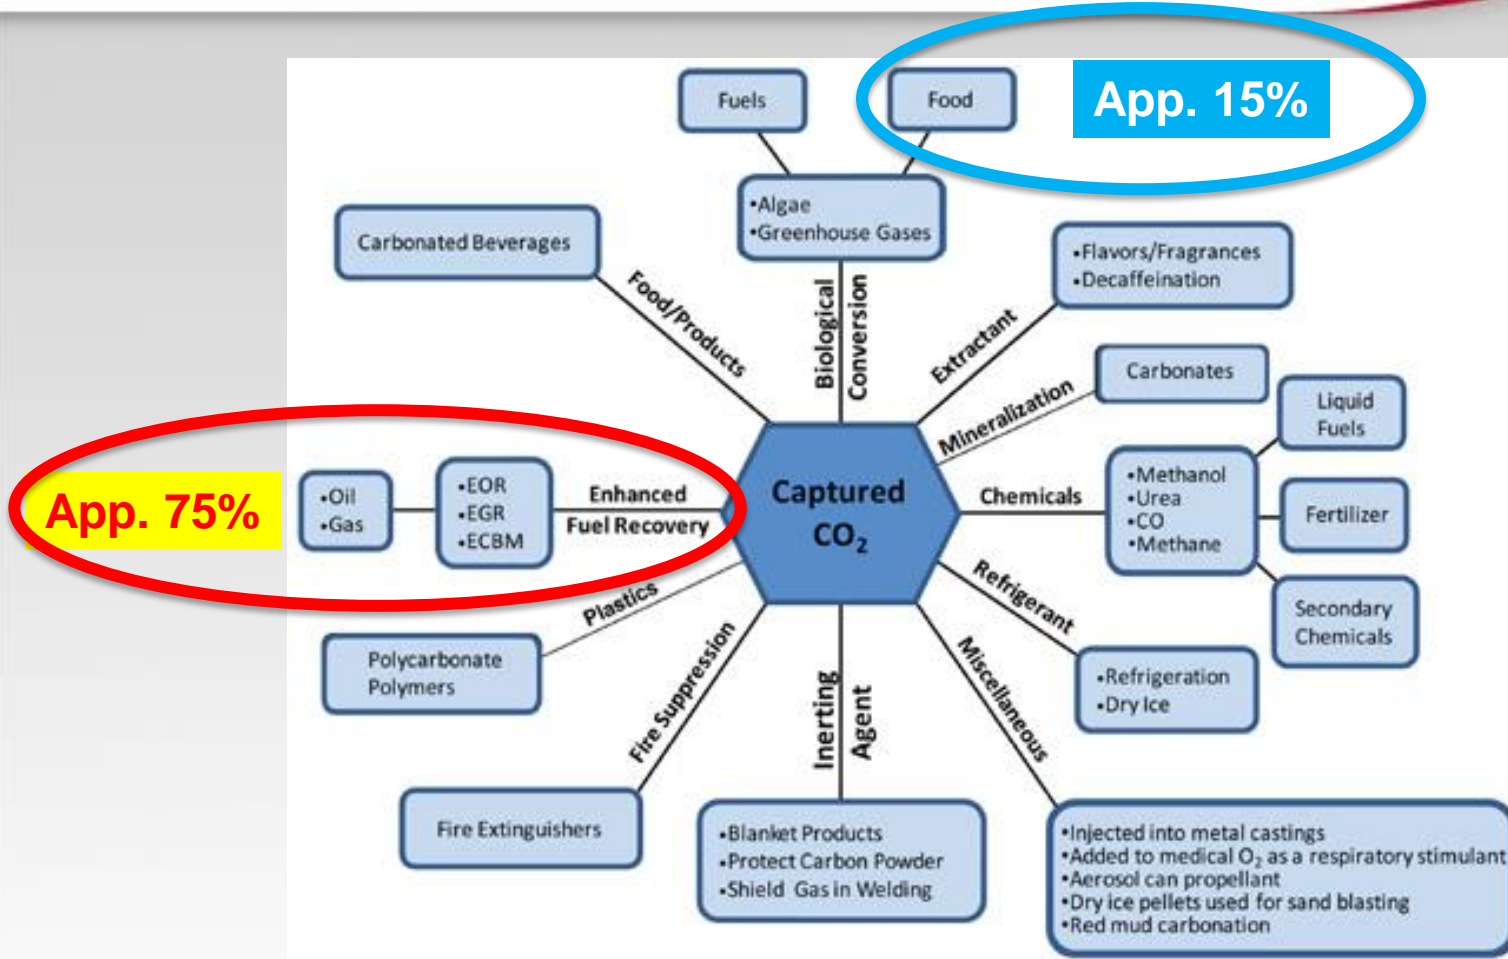 Fuels
Food
App. 15%
•Algae
•Greenhouse Gases
Carbonated Beverages
•Flavors/Fragrances
•Decaffeination
Food/Products
Biological
Conversion
Extractant
Mineralization
Carbonates
Liquid
Fuels
App. 75%
•Oil
•Gas
•EOR
•EGR
•ECBM
Enhanced
Fuel Recovery
Captured
CO₂
Chemicals
•Methanol
•Urea
•CO
•Methane
Fertilizer
Secondary
Chemicals
Plastics
Polycarbonate
Polymers
Refrigerant
•Refrigeration
•Dry Ice
Fire Suppression
Inerting
Agent
Miscellaneous
Fire Extinguishers
•Blanket Products
•Protect Carbon Powder
•Shield Gas in Welding
•Injected into metal castings
•Added to medical O₂ as a respiratory stimulant
•Aerosol can propellant
•Dry ice pellets used for sand blasting
•Red mud carbonation